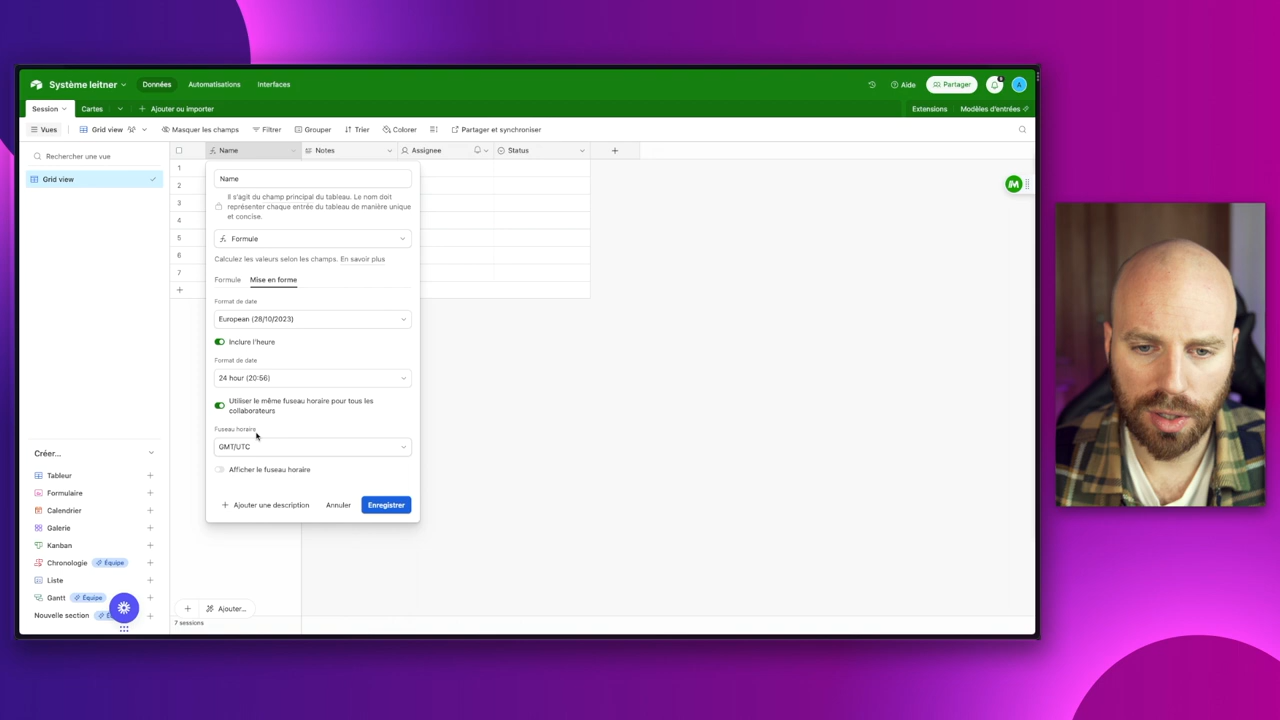 Système leitner
Données
Automatisations
Interfaces
Aide
Partager
A
Session
Cartes
Ajouter ou importer
Extensions
Modèles d'entrées
Vues
Grid view
Masquer les champs
Filtrer
Grouper
Trier
Colorer
Partager et synchroniser
Rechercher une vue
Grid view
Name
Notes
Assignee
Status
1
2
3
4
5
6
7
Name
Il s'agit du champ principal du tableau. Le nom doit
représenter chaque entrée du tableau de manière unique
et concise.
Formule
Calculez les valeurs selon les champs. En savoir plus
Formule
Mise en forme
Format de date
European (28/10/2023)
Inclure l'heure
Format de date
24 hour (20:56)
Utiliser le même fuseau horaire pour tous les
collaborateurs
Fuseau horaire
GMT/UTC
Afficher le fuseau horaire
Ajouter une description
Annuler
Enregistrer
Créer...
Tableur
Formulaire
Calendrier
Galerie
Kanban
Chronologie
Équipe
Liste
Gantt
Équipe
Nouvelle section
Ajouter...
7 sessions